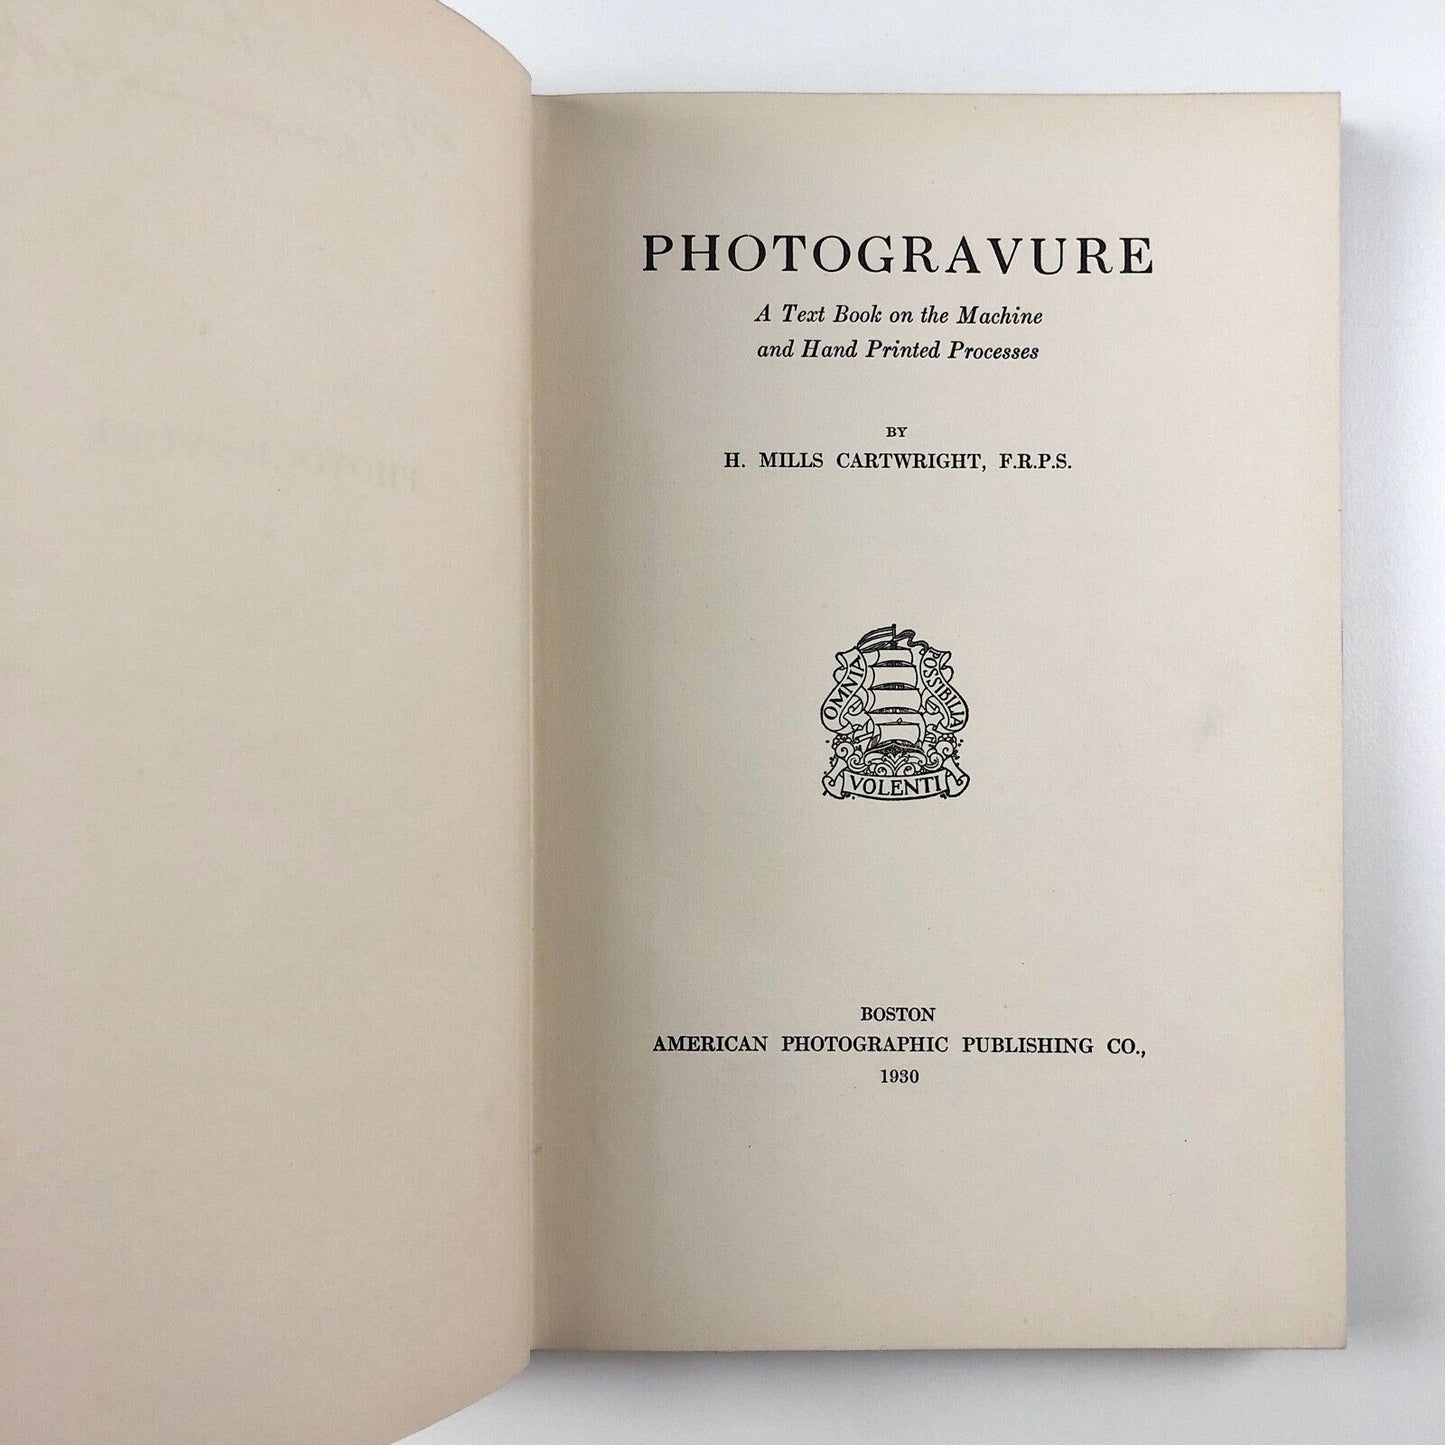 PHOTOGRAVURE
A Text Book on the Machine
and Hand Printed Processes
BY
H. MILLS CARTWRIGHT, F.R.P.S.
OMNIA
POSSIBILIA
VOLENTI
BOSTON
AMERICAN PHOTOGRAPHIC PUBLISHING CO.,
1930